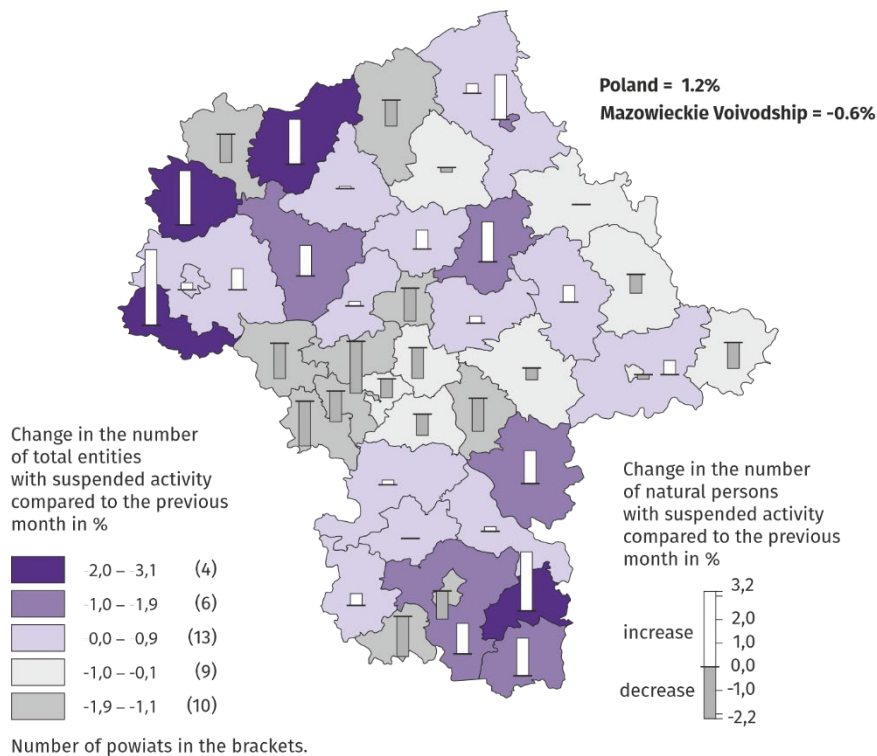 Poland = 1.2%
Mazowieckie Voivodship = -0.6%
Change in the number
of total entities
with suspended activity
compared to the previous
month in %
2,0 – 3,1 (4)
1,0 – 1,9 (6)
0,0 – 0,9 (13)
-1,0 – -0,1 (9)
-1,9 – -1,1 (10)
Number of powiats in the brackets.
Change in the number
of natural persons
with suspended activity
compared to the previous
month in %
3,2
2,0
increase
1,0
0,0
decrease
-1,0
-2,2